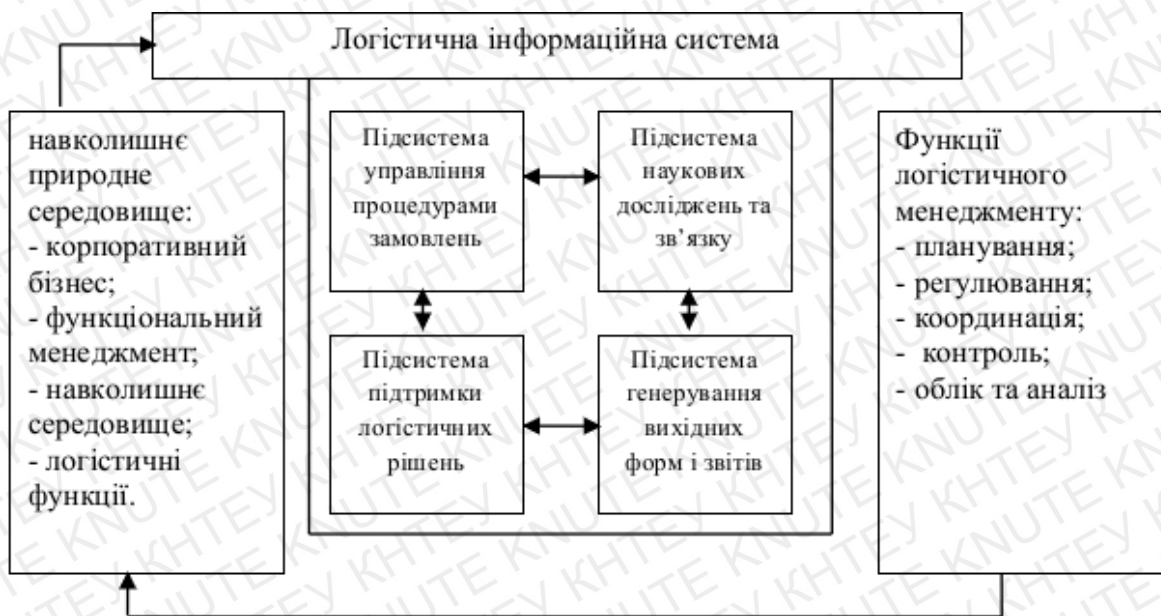 Логістична інформаційна система
навколишнє
природне
середовище:
- корпоративний
бізнес;
- функціональний
менеджмент;
- навколишнє
середовище;
- логістичні
функції.
Підсистема
управління
процедурами
замовлень
Підсистема
наукових
досліджень та
зв’язку
Підсистема
підтримки
логістичних
рішень
Підсистема
генерування
вихідних
форм і звітів
Функції
логістичного
менеджменту:
- планування;
- регулювання;
- координація;
- контроль;
- облік та аналіз